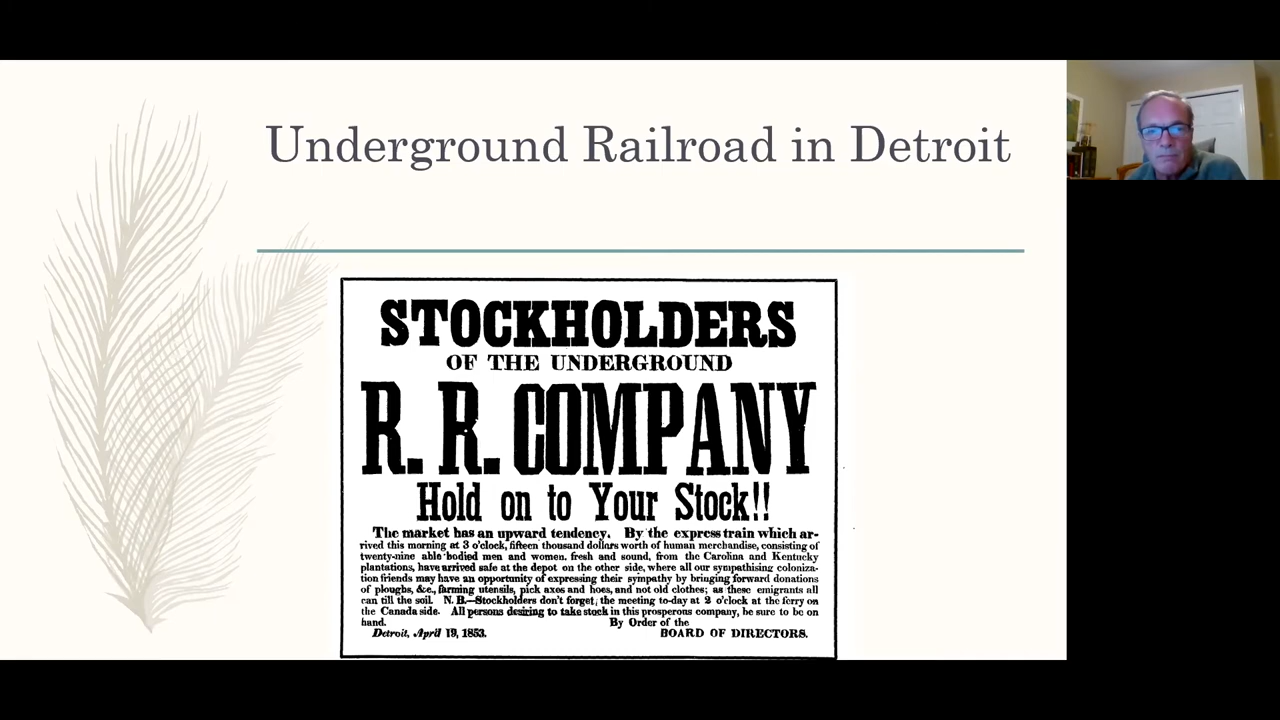 Underground Railroad in Detroit
STOCKHOLDERS
OF THE UNDERGROUND
R. R. COMPANY
Hold on to Your Stock!!
The market has an upward tendency. By the express train which ar-
rived this morning at 3 o'clock, fifteen thousand dollars worth of human merchandise, consisting of
twenty-nine able bodied men and women, fresh and sound, from the Carolina and Kentucky
plantations, have arrived safe at the depot on the other side, where all our sympathising coloniza-
tion friends may have an opportunity of expressing their sympathy by bringing forward donations
of ploughs, &c., farming utensils, pick axes and hoes, and not old clothes; as these emigrants all
can till the soil. N. B.—Stockholders don't forget, the meeting to-day at 2 o'clock at the ferry on
the Canada side. All persons desiring to take stock in this prosperous company, be sure to be on
hand. By Order of the
Detroit, April 19, 1853. BOARD OF DIRECTORS.